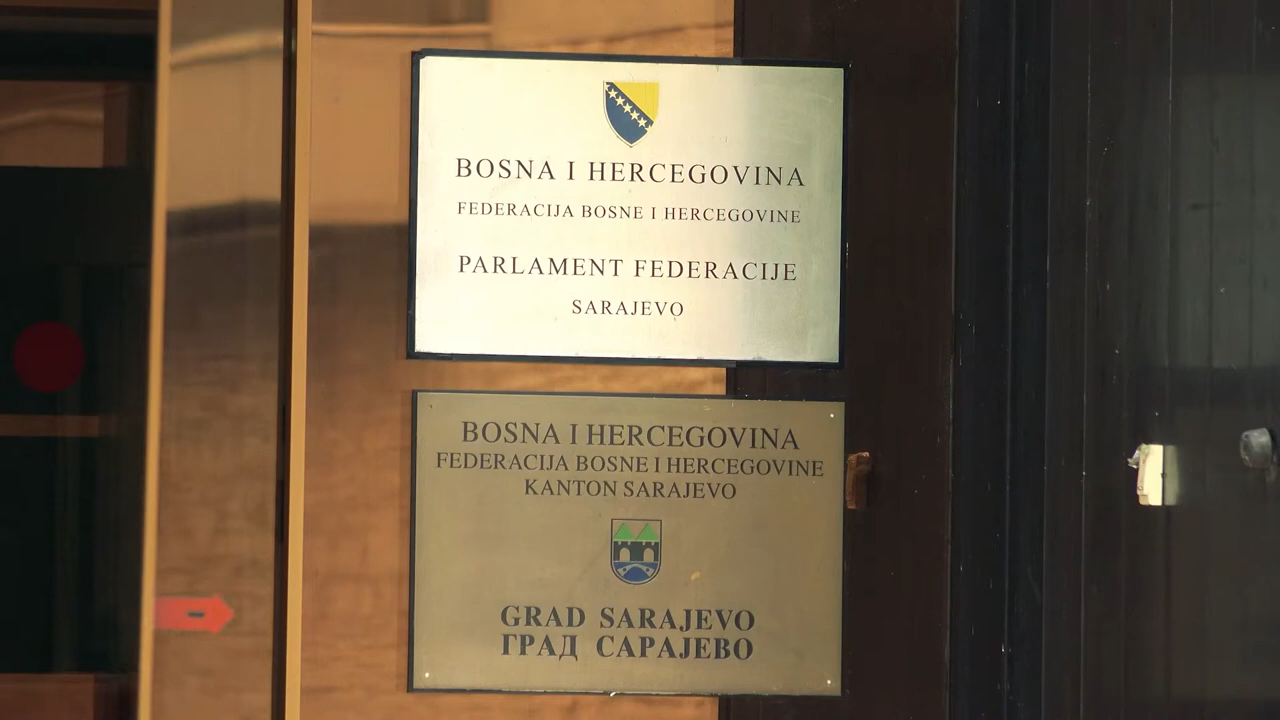 BOSNA I HERCEGOVINA
FEDERACIJA BOSNE I HERCEGOVINE
PARLAMENT FEDERACIJE
SARAJEVO
BOSNA I HERCEGOVINA
FEDERACIJA BOSNE I HERCEGOVINE
KANTON SARAJEVO
GRAD SARAJEVO
ГРАД САРАЈЕВО